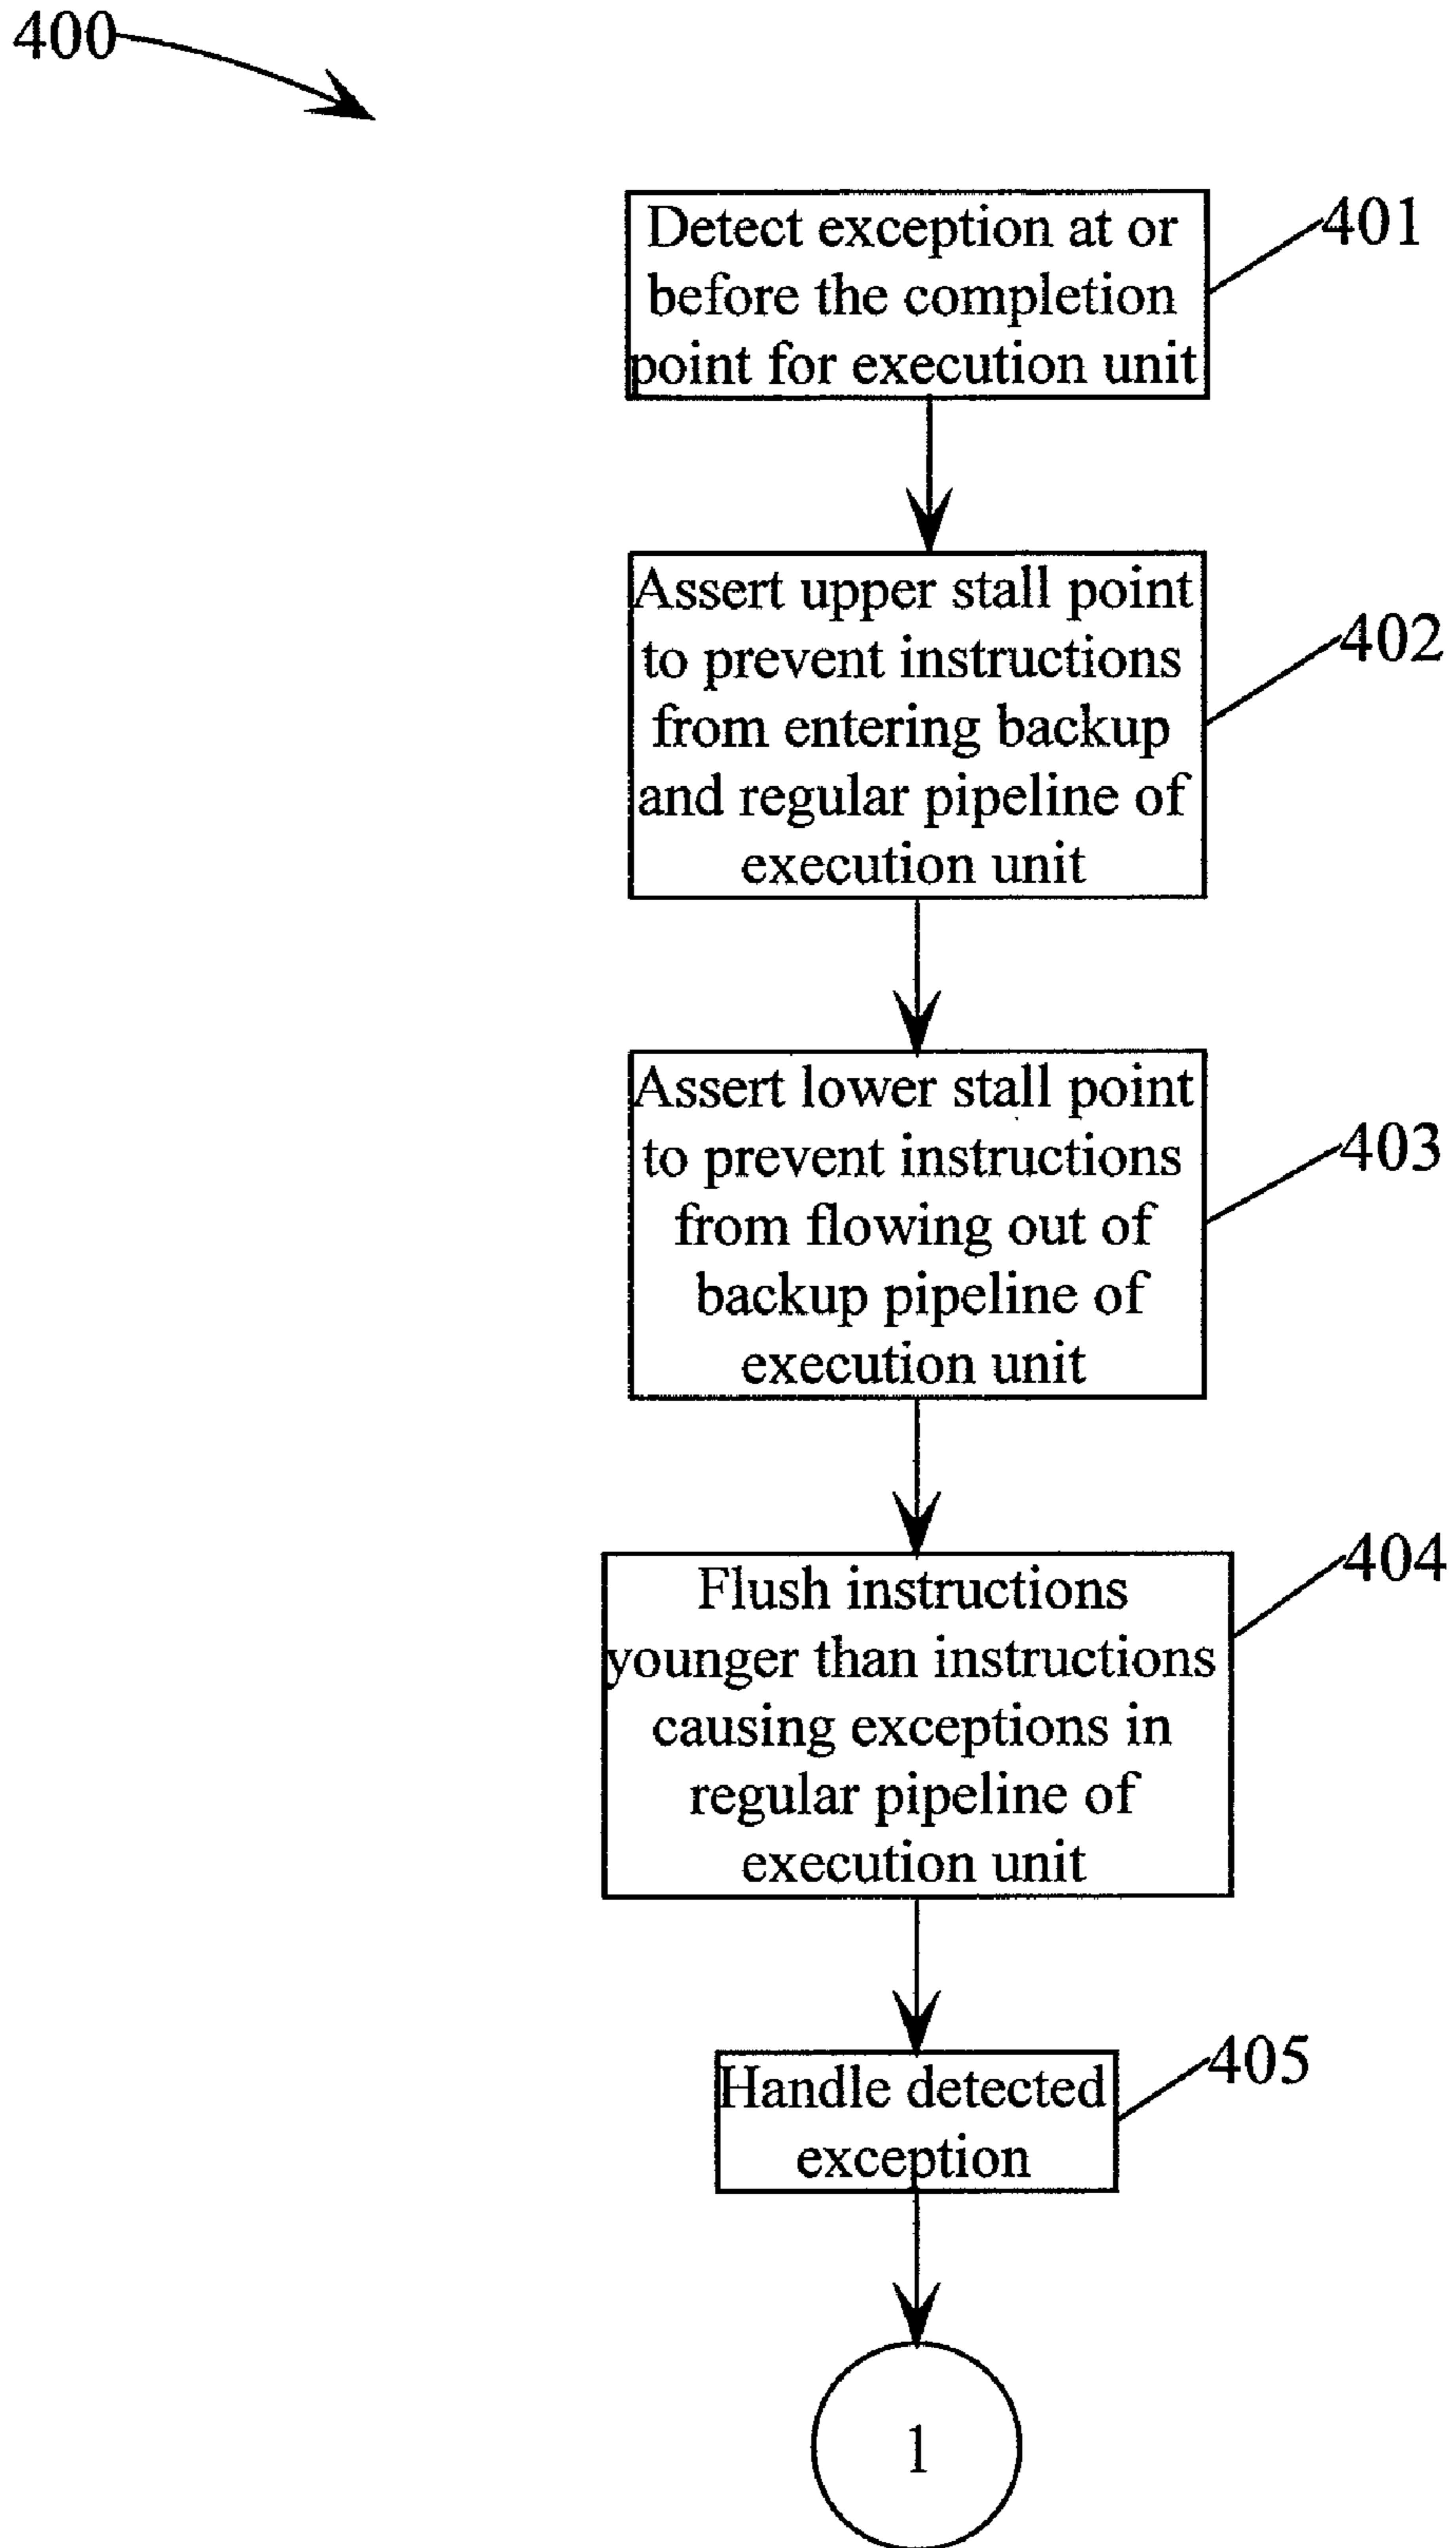 400
Detect exception at or
before the completion
point for execution unit
401
Assert upper stall point
to prevent instructions
from entering backup
and regular pipeline of
execution unit
402
Assert lower stall point
to prevent instructions
from flowing out of
backup pipeline of
execution unit
403
Flush instructions
younger than instructions
causing exceptions in
regular pipeline of
execution unit
404
Handle detected
exception
405
1